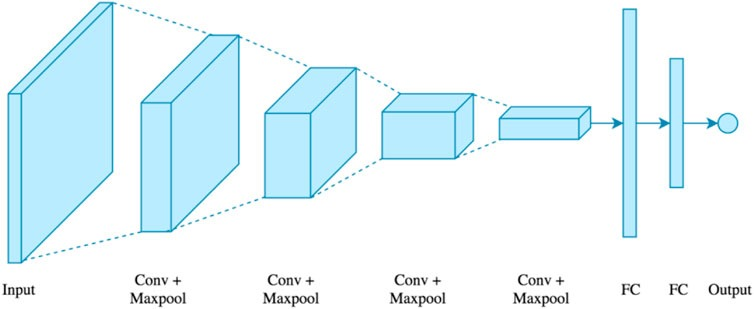 Input
Conv +
Maxpool
Conv +
Maxpool
Conv +
Maxpool
Conv +
Maxpool
FC
FC
Output